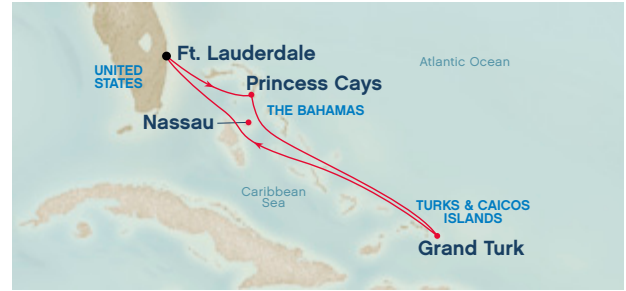 Ft. Lauderdale
UNITED
STATES
Atlantic Ocean
Princess Cays
THE BAHAMAS
Nassau
Caribbean
Sea
TURKS & CAICOS
ISLANDS
Grand Turk